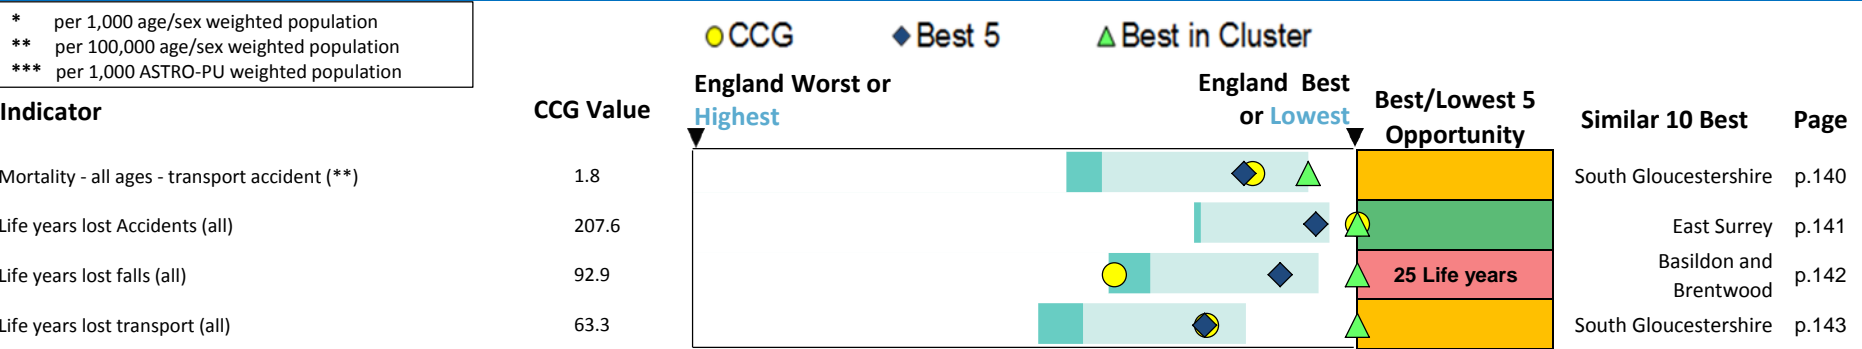 * per 1,000 age/sex weighted population
** per 100,000 age/sex weighted population
*** per 1,000 ASTRO-PU weighted population
CCG Best 5 Best in Cluster
Indicator CCG Value England Worst or Highest England Best or Lowest Best/Lowest 5 Opportunity Similar 10 Best Page
Mortality - all ages - transport accident (**) 1.8 South Gloucestershire p.140
Life years lost Accidents (all) 207.6 East Surrey p.141
Life years lost falls (all) 92.9 25 Life years Basildon and Brentwood p.142
Life years lost transport (all) 63.3 South Gloucestershire p.143